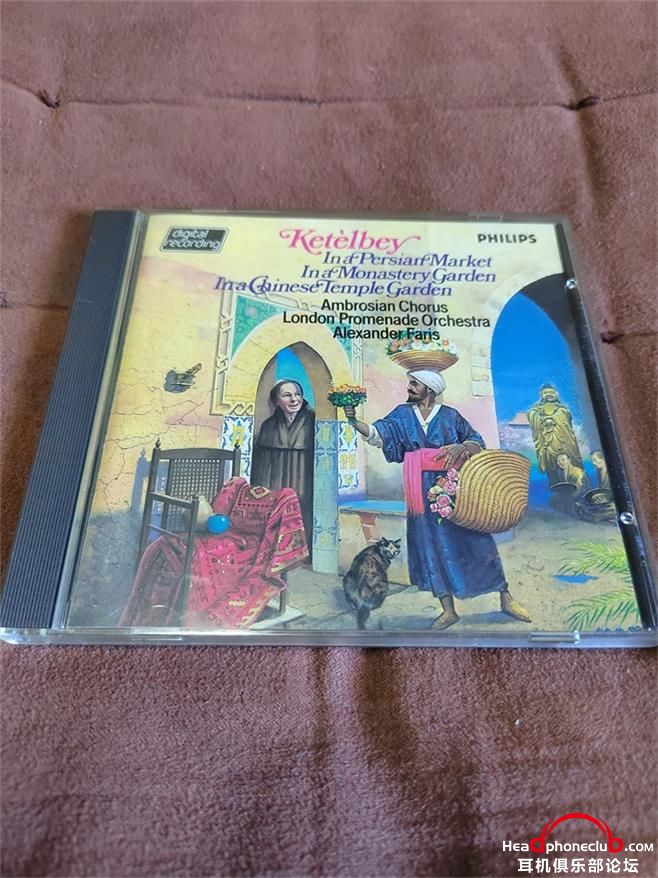 digital
recording
Ketèlbey
PHILIPS
In a Persian Market
In a Monastery Garden
In a Chinese Temple Garden
Ambrosian Chorus
London Promenade Orchestra
Alexander Faris
Headphoneclub.com
耳机俱乐部论坛